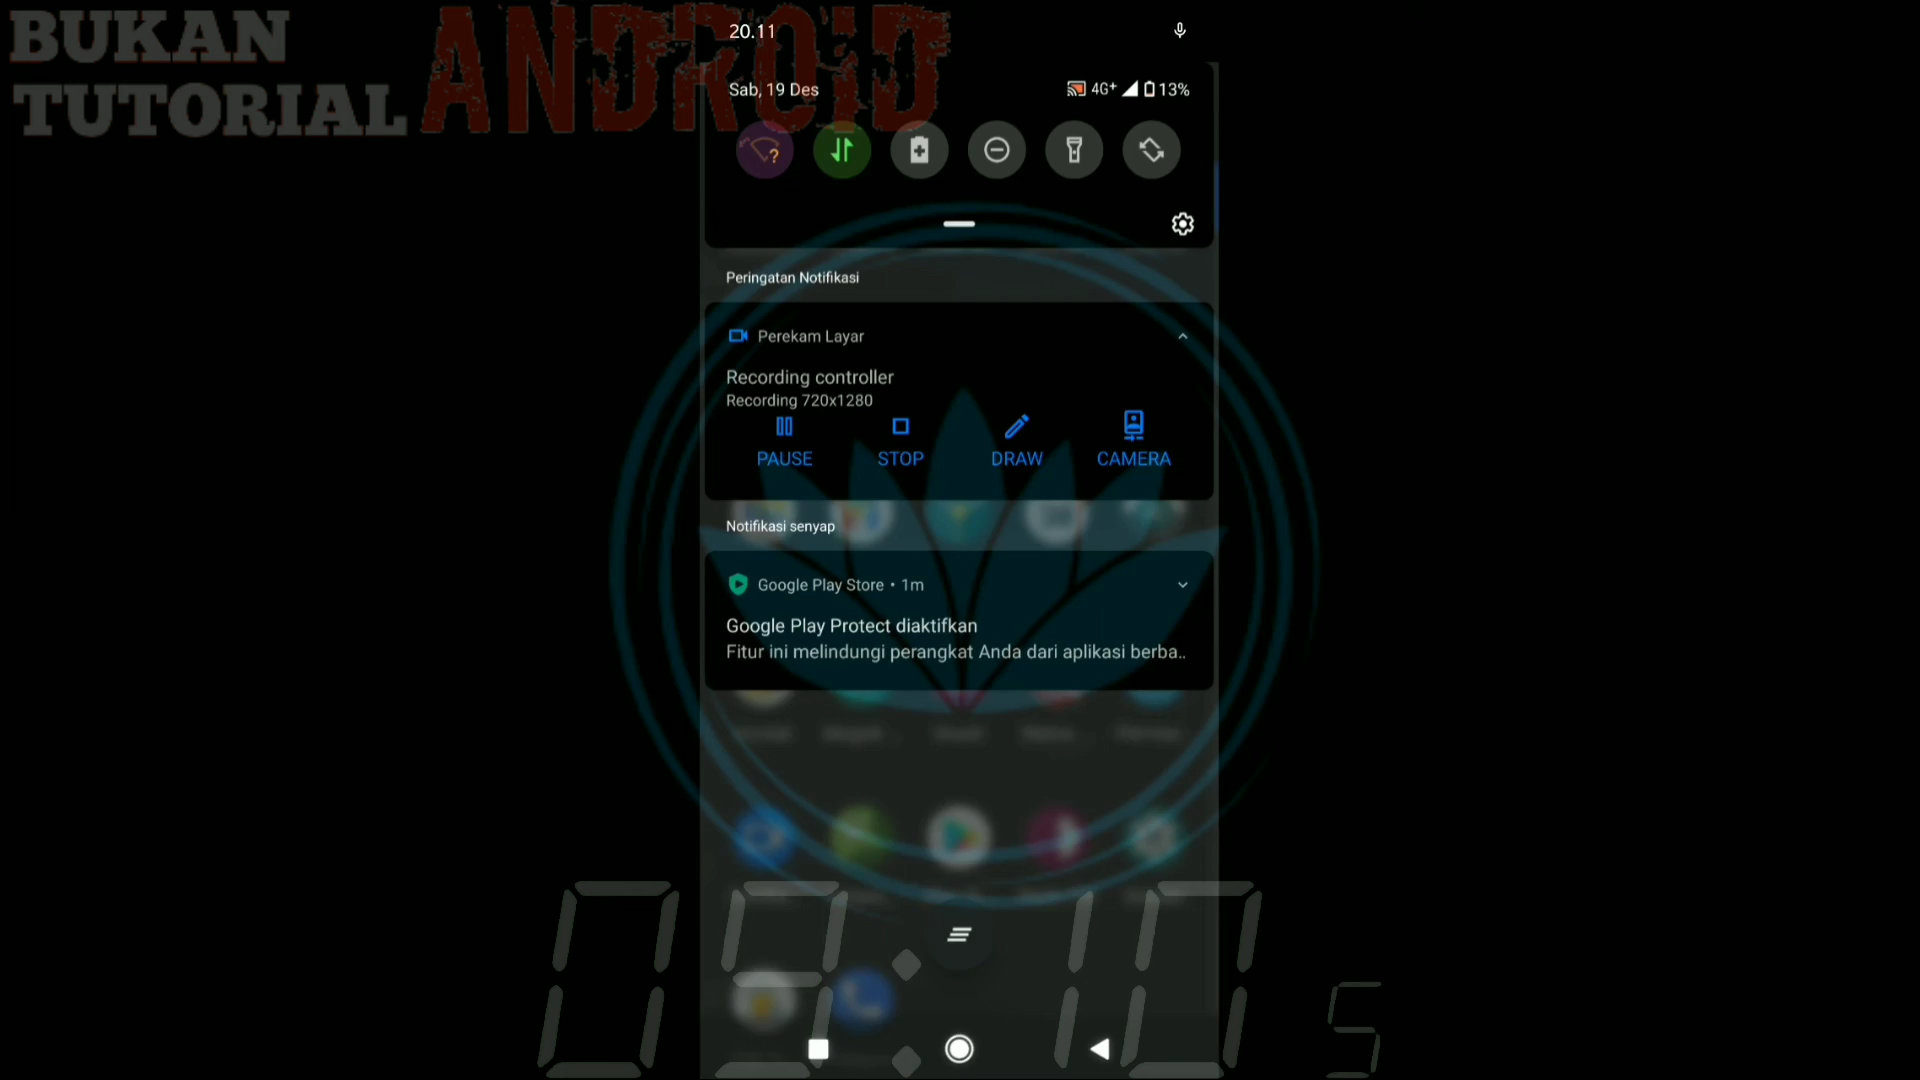 BUKAN
TUTORIAL
ANDROID
20.11
Sab, 19 Des
4G+
13%
?
Peringatan Notifikasi
Perekam Layar
Recording controller
Recording 720x1280
PAUSE
STOP
DRAW
CAMERA
Notifikasi senyap
Google Play Store • 1m
Google Play Protect diaktifkan
Fitur ini melindungi perangkat Anda dari aplikasi berba..
09:10 s